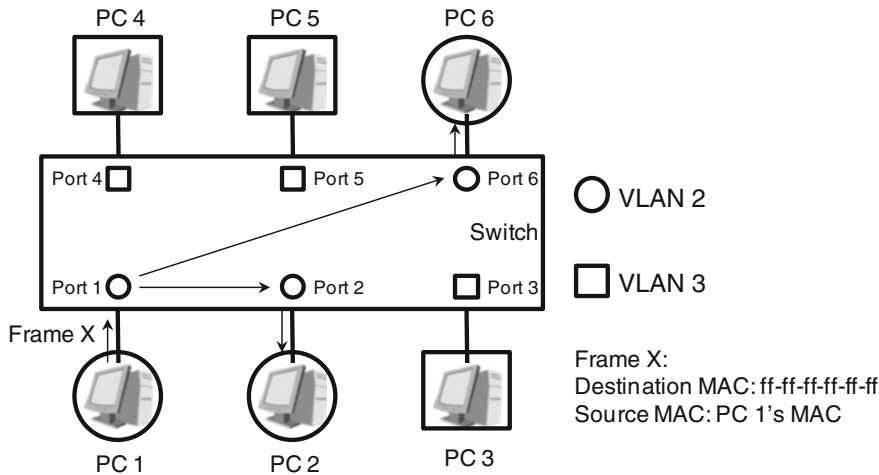 PC 4
PC 5
PC 6
Port 4
Port 5
Port 6
VLAN 2
Switch
Port 1
Port 2
Port 3
VLAN 3
Frame X
Frame X:
Destination MAC: ff-ff-ff-ff-ff-ff
Source MAC: PC 1's MAC
PC 1
PC 2
PC 3